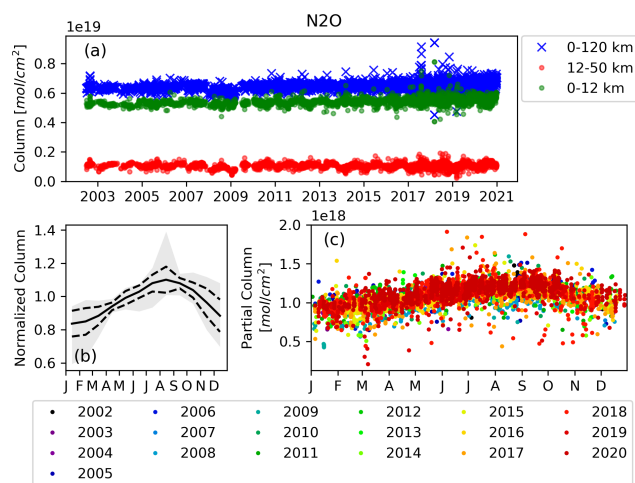 N2O
1e19
(a)
Column [mol/cm²]
0.8
0.6
0.4
0.2
0.0
2003 2005 2007 2009 2011 2013 2015 2017 2019 2021
0-120 km
12-50 km
0-12 km
Normalized Column
1.4
1.2
1.0
0.8
0.6
(b)
J F M A M J J A S O N D J
1e18
(c)
Partial Column
[mol/cm²]
2.0
1.5
1.0
0.5
J F M A M J J A S O N D
2002 2006 2009 2012 2015 2018
2003 2007 2010 2013 2016 2019
2004 2008 2011 2014 2017 2020
2005